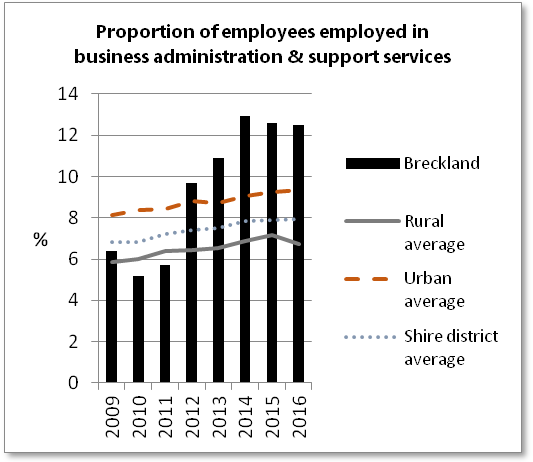 Proportion of employees employed in
business administration & support services
14
12
10
8
6
4
2
0
%
2009
2010
2011
2012
2013
2014
2015
2016
Breckland
Rural
average
Urban
average
Shire district
average